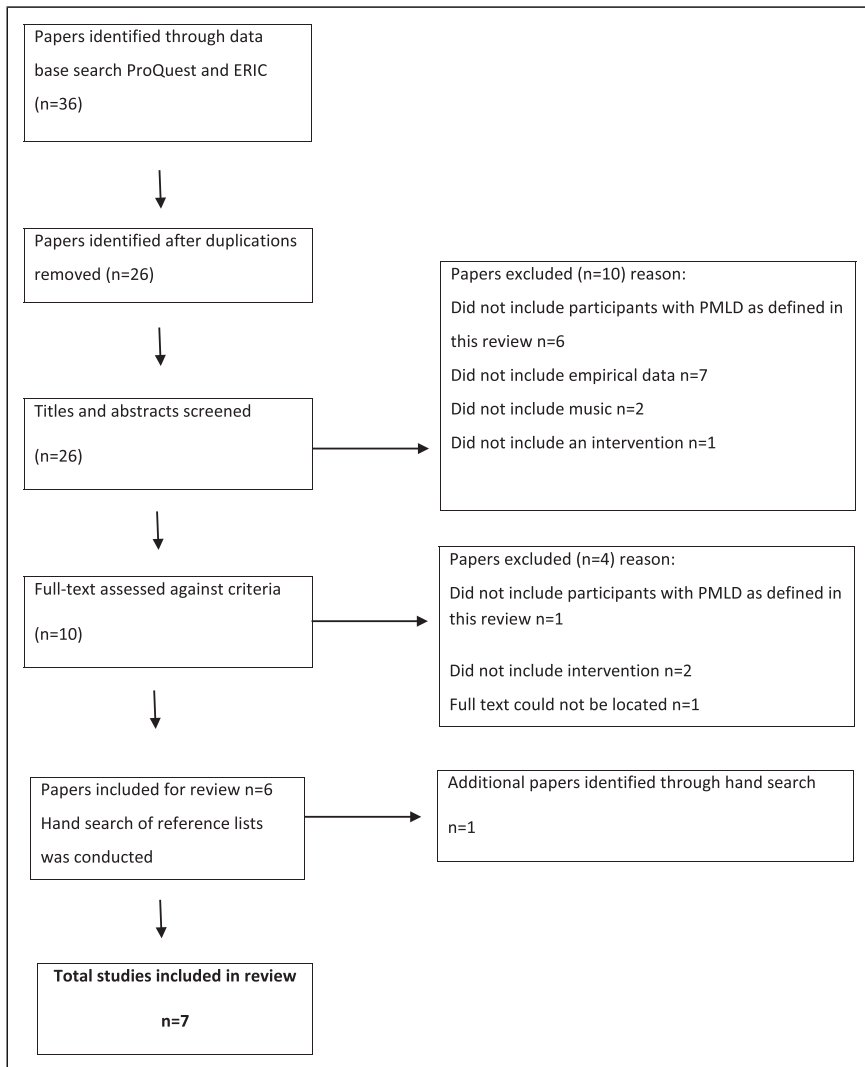 Papers identified through data
base search ProQuest and ERIC
(n=36)
Papers identified after duplications
removed (n=26)
Papers excluded (n=10) reason:
Did not include participants with PMLD as defined in
this review n=6
Did not include empirical data n=7
Did not include music n=2
Did not include an intervention n=1
Titles and abstracts screened
(n=26)
Full-text assessed against criteria
(n=10)
Papers excluded (n=4) reason:
Did not include participants with PMLD as defined in
this review n=1
Did not include intervention n=2
Full text could not be located n=1
Papers included for review n=6
Hand search of reference lists
was conducted
Additional papers identified through hand search
n=1
Total studies included in review
n=7